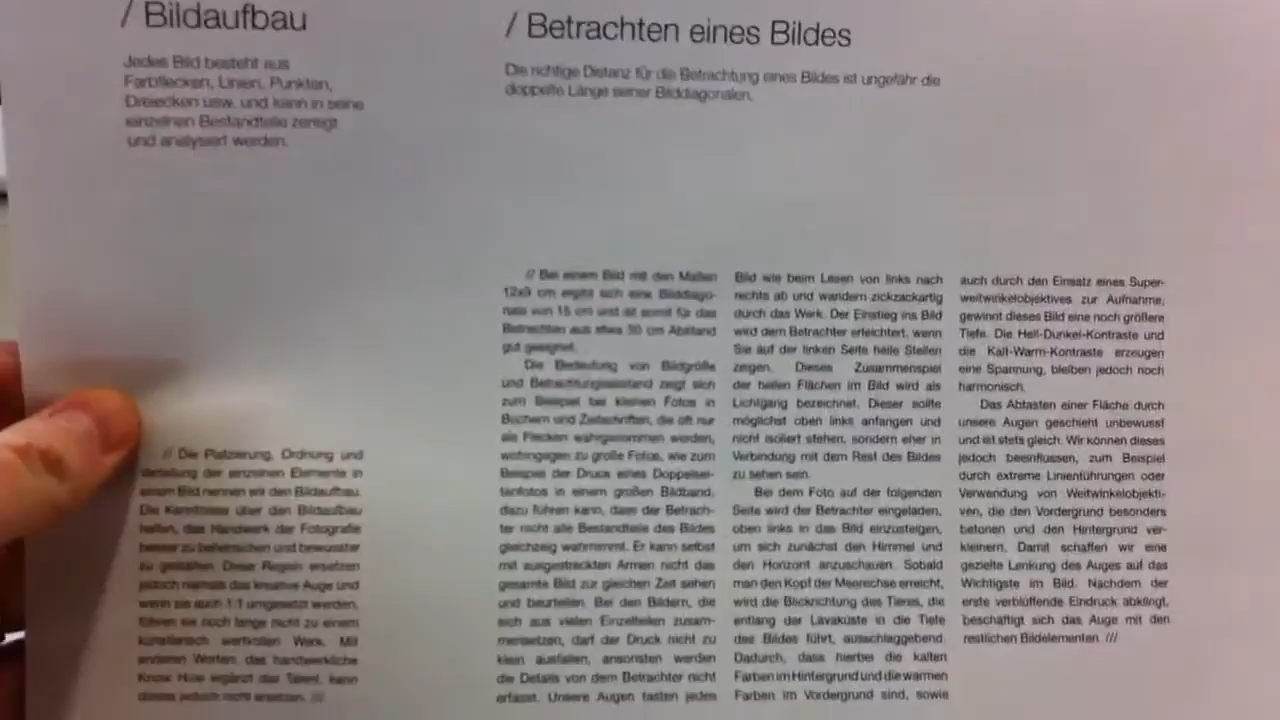 / Bildaufbau
Jedes Bild besteht aus
Farbflecken, Linien, Punkten,
Dreiecken usw. und kann in seine
einzelnen Bestandteile zerlegt
und analysiert werden.
// Die Platzierung, Ordnung und
Verteilung der einzelnen Elemente in
einem Bild nennen wir den Bildaufbau.
Die Kenntnisse über den Bildaufbau
helfen, das Handwerk der Fotografie
besser zu beherrschen und bewusster
zu gestalten. Diese Regeln ersetzen
jedoch niemals das kreative Auge und
wenn sie auch 1:1 umgesetzt werden,
führen sie noch lange nicht zu einem
künstlerisch wertvollen Werk. Mit
anderen Worten, das handwerkliche
Know How ergänzt das Talent, kann
dieses jedoch nicht ersetzen. ///
/ Betrachten eines Bildes
Die richtige Distanz für die Betrachtung eines Bildes ist ungefähr die
doppelte Länge seiner Bilddiagonalen.
// Bei einem Bild mit den Maßen
12x9 cm ergibt sich eine Bilddiago-
nale von 15 cm und ist somit für das
Betrachten aus etwa 30 cm Abstand
gut geeignet.
Die Bedeutung von Bildgröße
und Betrachtungsabstand zeigt sich
zum Beispiel bei kleinen Fotos in
Büchern und Zeitschriften, die oft nur
als Flecken wahrgenommen werden,
wohingegen zu große Fotos, wie zum
Beispiel der Druck eines Doppelsei-
tenfotos in einem großen Bildband,
dazu führen kann, dass der Betrach-
ter nicht alle Bestandteile des Bildes
gleichzeig wahrnimmt. Er kann selbst
mit ausgestreckten Armen nicht das
gesamte Bild zur gleichen Zeit sehen
und beurteilen. Bei den Bildern, die
sich aus vielen Einzelteilen zusam-
mensetzen, darf der Druck nicht zu
klein ausfallen, ansonsten werden
die Details von dem Betrachter nicht
erfasst. Unsere Augen tasten jedes
Bild wie beim Lesen von links nach
rechts ab und wandern zickzackartig
durch das Werk. Der Einstieg ins Bild
wird dem Betrachter erleichtert, wenn
Sie auf der linken Seite helle Stellen
zeigen. Dieses Zusammenspiel
der hellen Flächen im Bild wird als
Lichtgang bezeichnet. Dieser sollte
möglichst oben links anfangen und
nicht isoliert stehen, sondern eher in
Verbindung mit dem Rest des Bildes
zu sehen sein.
Bei dem Foto auf der folgenden
Seite wird der Betrachter eingeladen,
oben links in das Bild einzusteigen,
um sich zunächst den Himmel und
den Horizont anzuschauen. Sobald
man den Kopf der Meerechse erreicht,
wird die Blickrichtung des Tieres, die
entlang der Lavaküste in die Tiefe
des Bildes führt, ausschlaggebend.
Dadurch, dass hierbei die kalten
Farben im Hintergrund und die warmen
Farben im Vordergrund sind, sowie
auch durch den Einsatz eines Super-
weitwinkelobjektives zur Aufnahme,
gewinnt dieses Bild eine noch größere
Tiefe. Die Hell-Dunkel-Kontraste und
die Kalt-Warm-Kontraste erzeugen
eine Spannung, bleiben jedoch noch
harmonisch.
Das Abtasten einer Fläche durch
unsere Augen geschieht unbewusst
und ist stets gleich. Wir können dieses
jedoch beeinflussen, zum Beispiel
durch extreme Linienführungen oder
Verwendung von Weitwinkelobjekti-
ven, die den Vordergrund besonders
betonen und den Hintergrund ver-
kleinern. Damit schaffen wir eine
gezielte Lenkung des Auges auf das
Wichtigste im Bild. Nachdem der
erste verblüffende Eindruck abklingt,
beschäftigt sich das Auge mit den
restlichen Bildelementen. ///